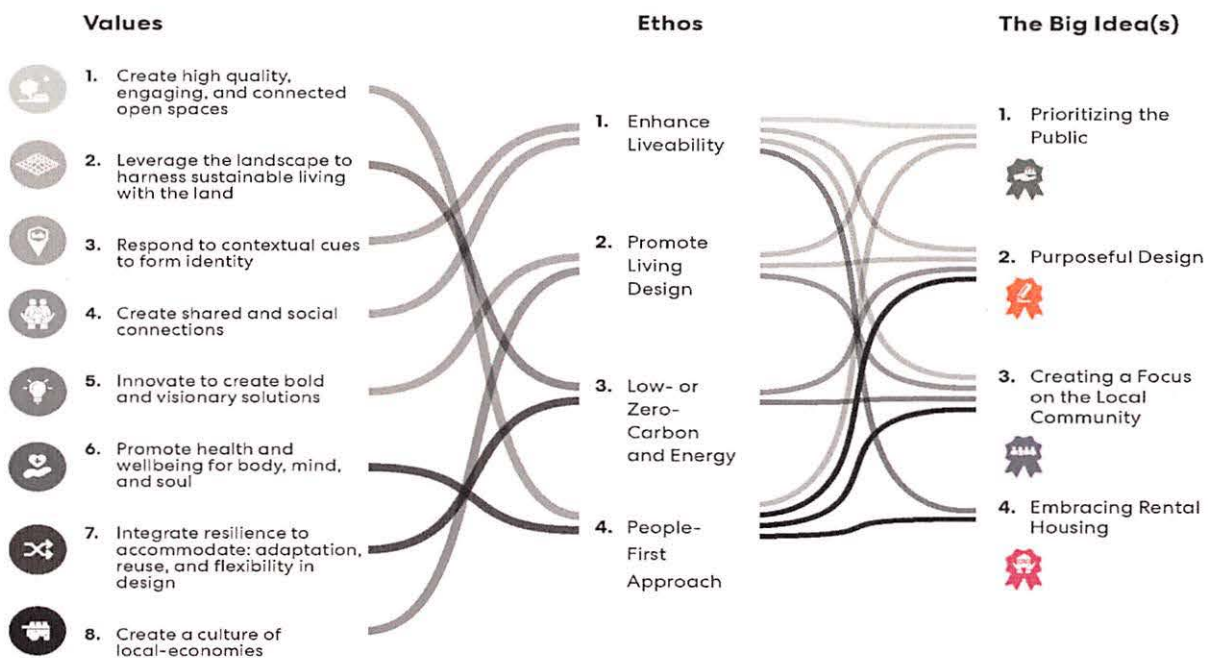 Values
1. Create high quality,
engaging, and connected
open spaces
2. Leverage the landscape to
harness sustainable living
with the land
3. Respond to contextual cues
to form identity
4. Create shared and social
connections
5. Innovate to create bold
and visionary solutions
6. Promote health and
wellbeing for body, mind,
and soul
7. Integrate resilience to
accommodate: adaptation,
reuse, and flexibility in
design
8. Create a culture of
local-economies
Ethos
1. Enhance
Liveability
2. Promote
Living
Design
3. Low- or
Zero-
Carbon
and Energy
4. People-
First
Approach
The Big Idea(s)
1. Prioritizing the
Public
2. Purposeful Design
3. Creating a Focus
on the Local
Community
4. Embracing Rental
Housing